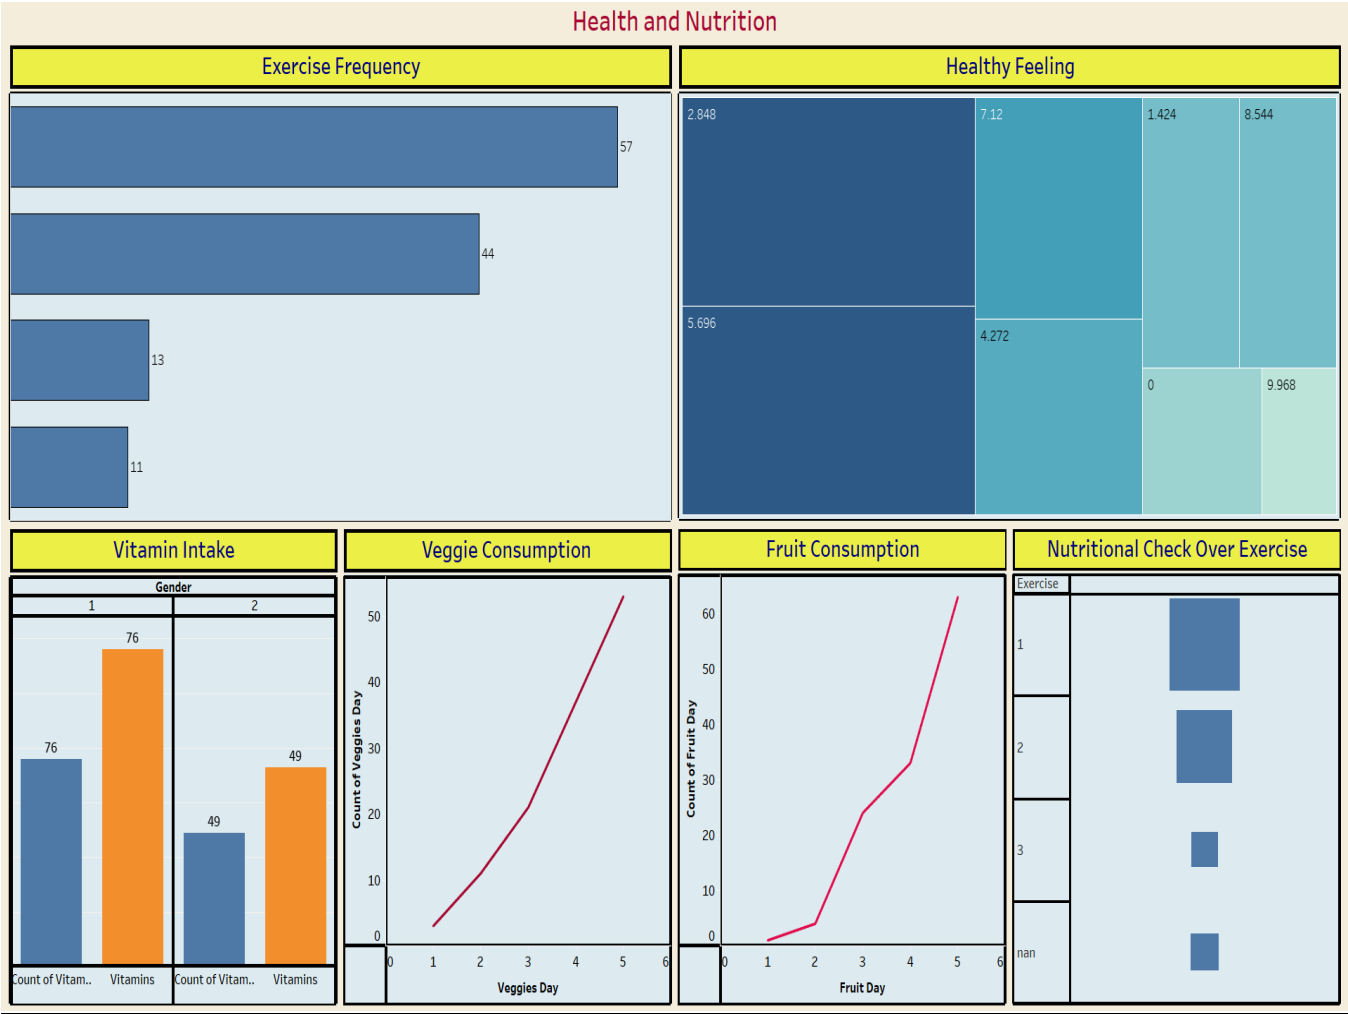 Health and Nutrition
Exercise Frequency
57
44
13
11
Healthy Feeling
2.848
7.12
1.424
8.544
5.696
4.272
0
9.968
Vitamin Intake
Gender
1
2
76
76
49
49
Count of Vitam..
Vitamins
Count of Vitam..
Vitamins
Veggie Consumption
Count of Veggies Day
50
40
30
20
10
0
0 1 2 3 4 5 6
Veggies Day
Fruit Consumption
Count of Fruit Day
60
50
40
30
20
10
0
0 1 2 3 4 5 6
Fruit Day
Nutritional Check Over Exercise
Exercise
1
2
3
nan